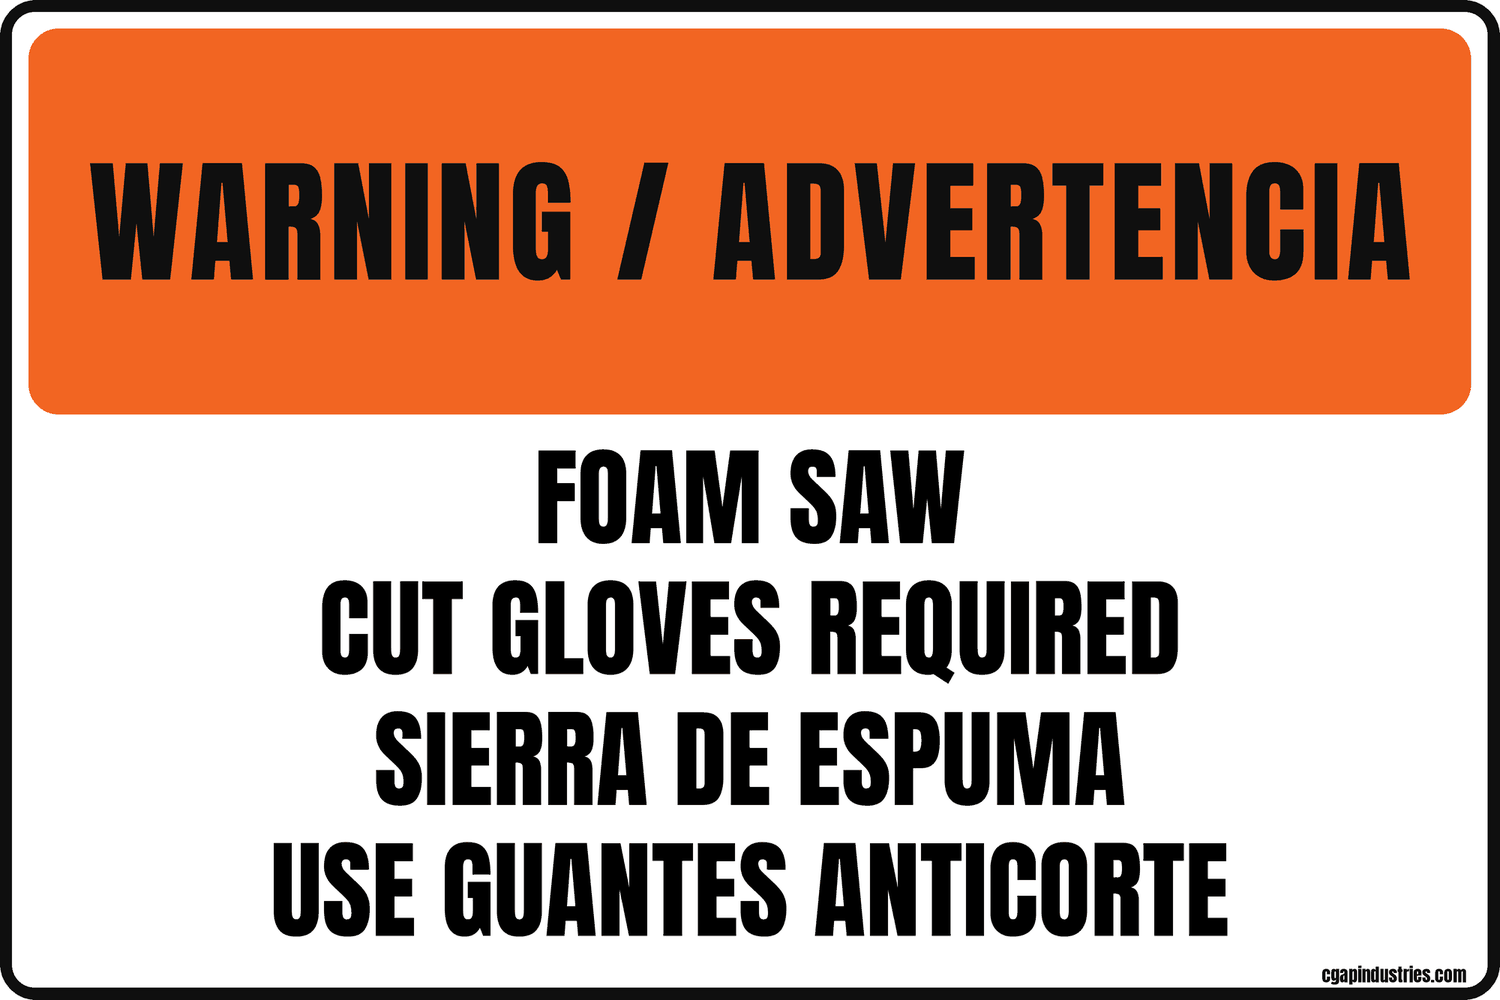 WARNING / ADVERTENCIA
FOAM SAW
CUT GLOVES REQUIRED
SIERRA DE ESPUMA
USE GUANTES ANTICORTE
cgapindustries.com